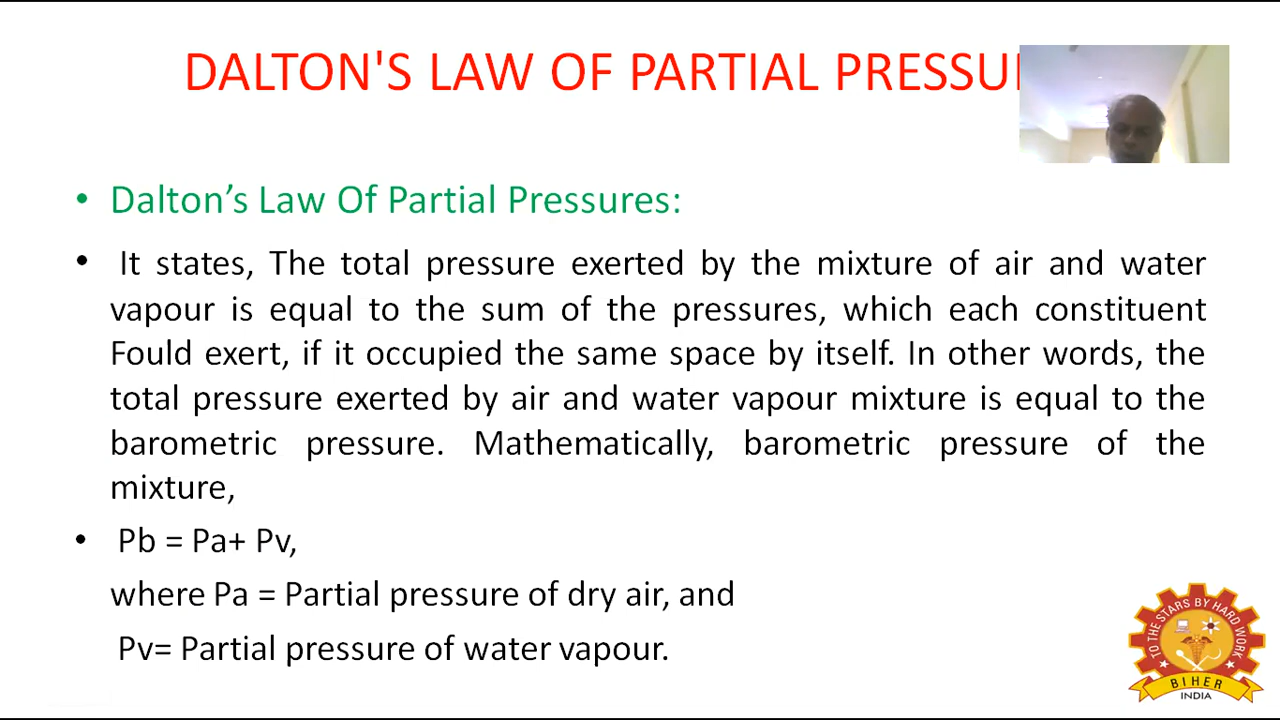 DALTON'S LAW OF PARTIAL
• Dalton’s Law Of Partial Pressures:
• It states, The total pressure exerted by the mixture of air and water
vapour is equal to the sum of the pressures, which each constituent
Fould exert, if it occupied the same space by itself. In other words, the
total pressure exerted by air and water vapour mixture is equal to the
barometric pressure. Mathematically, barometric pressure of the
mixture,
• Pb = Pa+ Pv,
where Pa = Partial pressure of dry air, and
Pv= Partial pressure of water vapour.
TO THE STARS BY HARD WORK
BIHER
INDIA